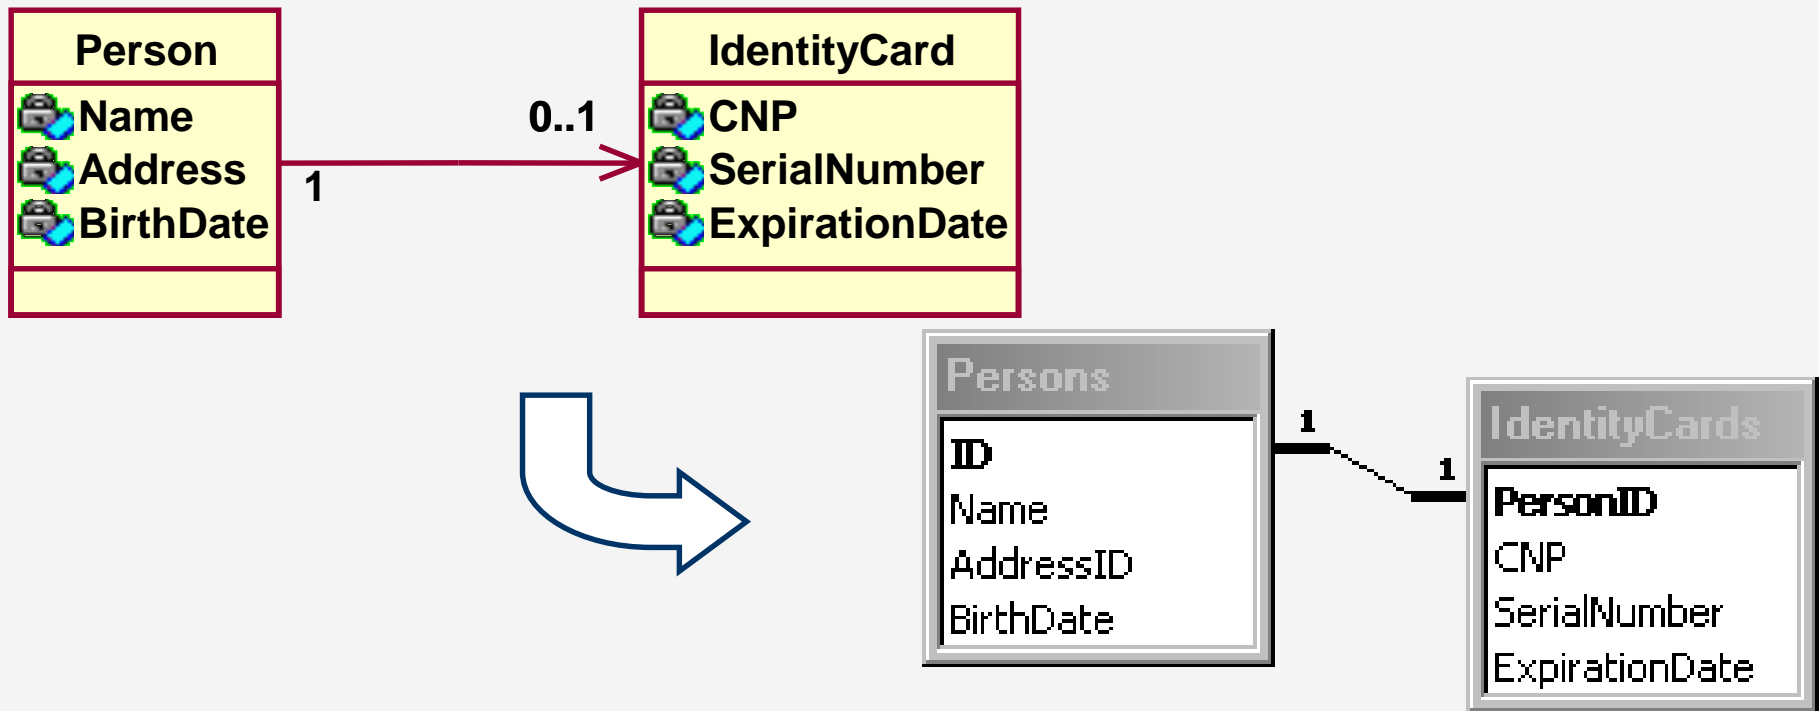 Person
Name
Address
BirthDate
1
0..1
IdentityCard
CNP
SerialNumber
ExpirationDate
Persons
ID
Name
AddressID
BirthDate
1
1
IdentityCards
PersonID
CNP
SerialNumber
ExpirationDate